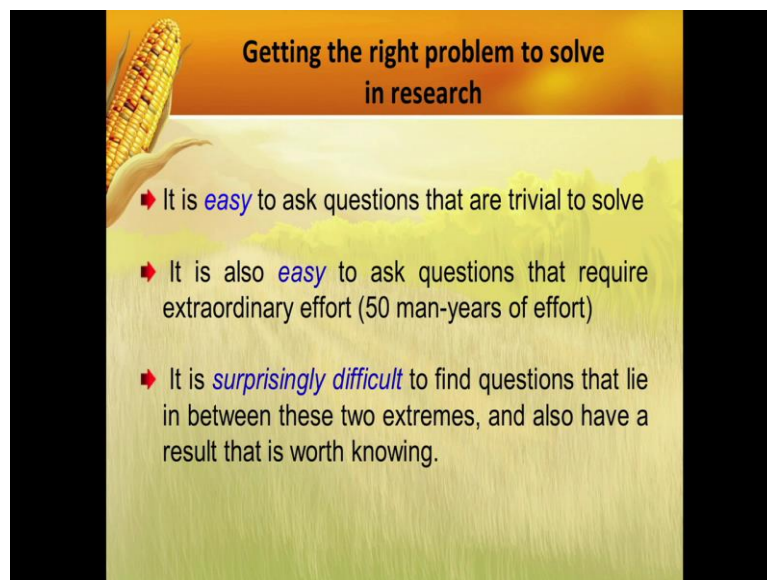 Getting the right problem to solve
in research
It is easy to ask questions that are trivial to solve
It is also easy to ask questions that require
extraordinary effort (50 man-years of effort)
It is surprisingly difficult to find questions that lie
in between these two extremes, and also have a
result that is worth knowing.